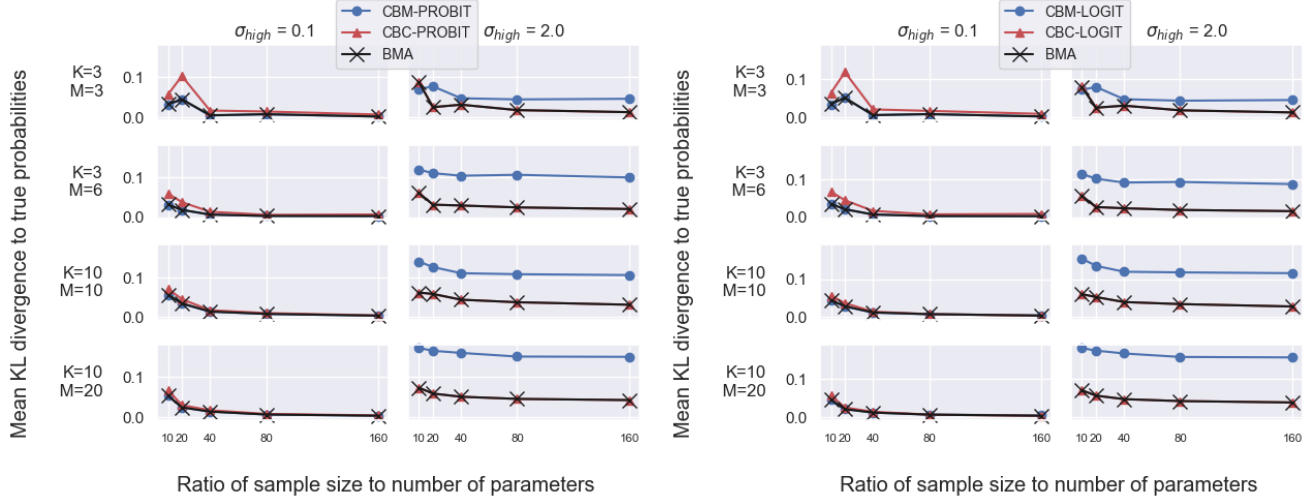 CBM-PROBIT
CBC-PROBIT
BMA
σhigh = 0.1
σhigh = 2.0
Mean KL divergence to true probabilities
K=3
M=3
0.1
0.0
K=3
M=6
0.1
0.0
K=10
M=10
0.1
0.0
K=10
M=20
0.1
0.0
10 20 40 80 160
10 20 40 80 160
Ratio of sample size to number of parameters
CBM-LOGIT
CBC-LOGIT
BMA
σhigh = 0.1
σhigh = 2.0
Mean KL divergence to true probabilities
K=3
M=3
0.1
0.0
K=3
M=6
0.1
0.0
K=10
M=10
0.1
0.0
K=10
M=20
0.1
0.0
10 20 40 80 160
10 20 40 80 160
Ratio of sample size to number of parameters